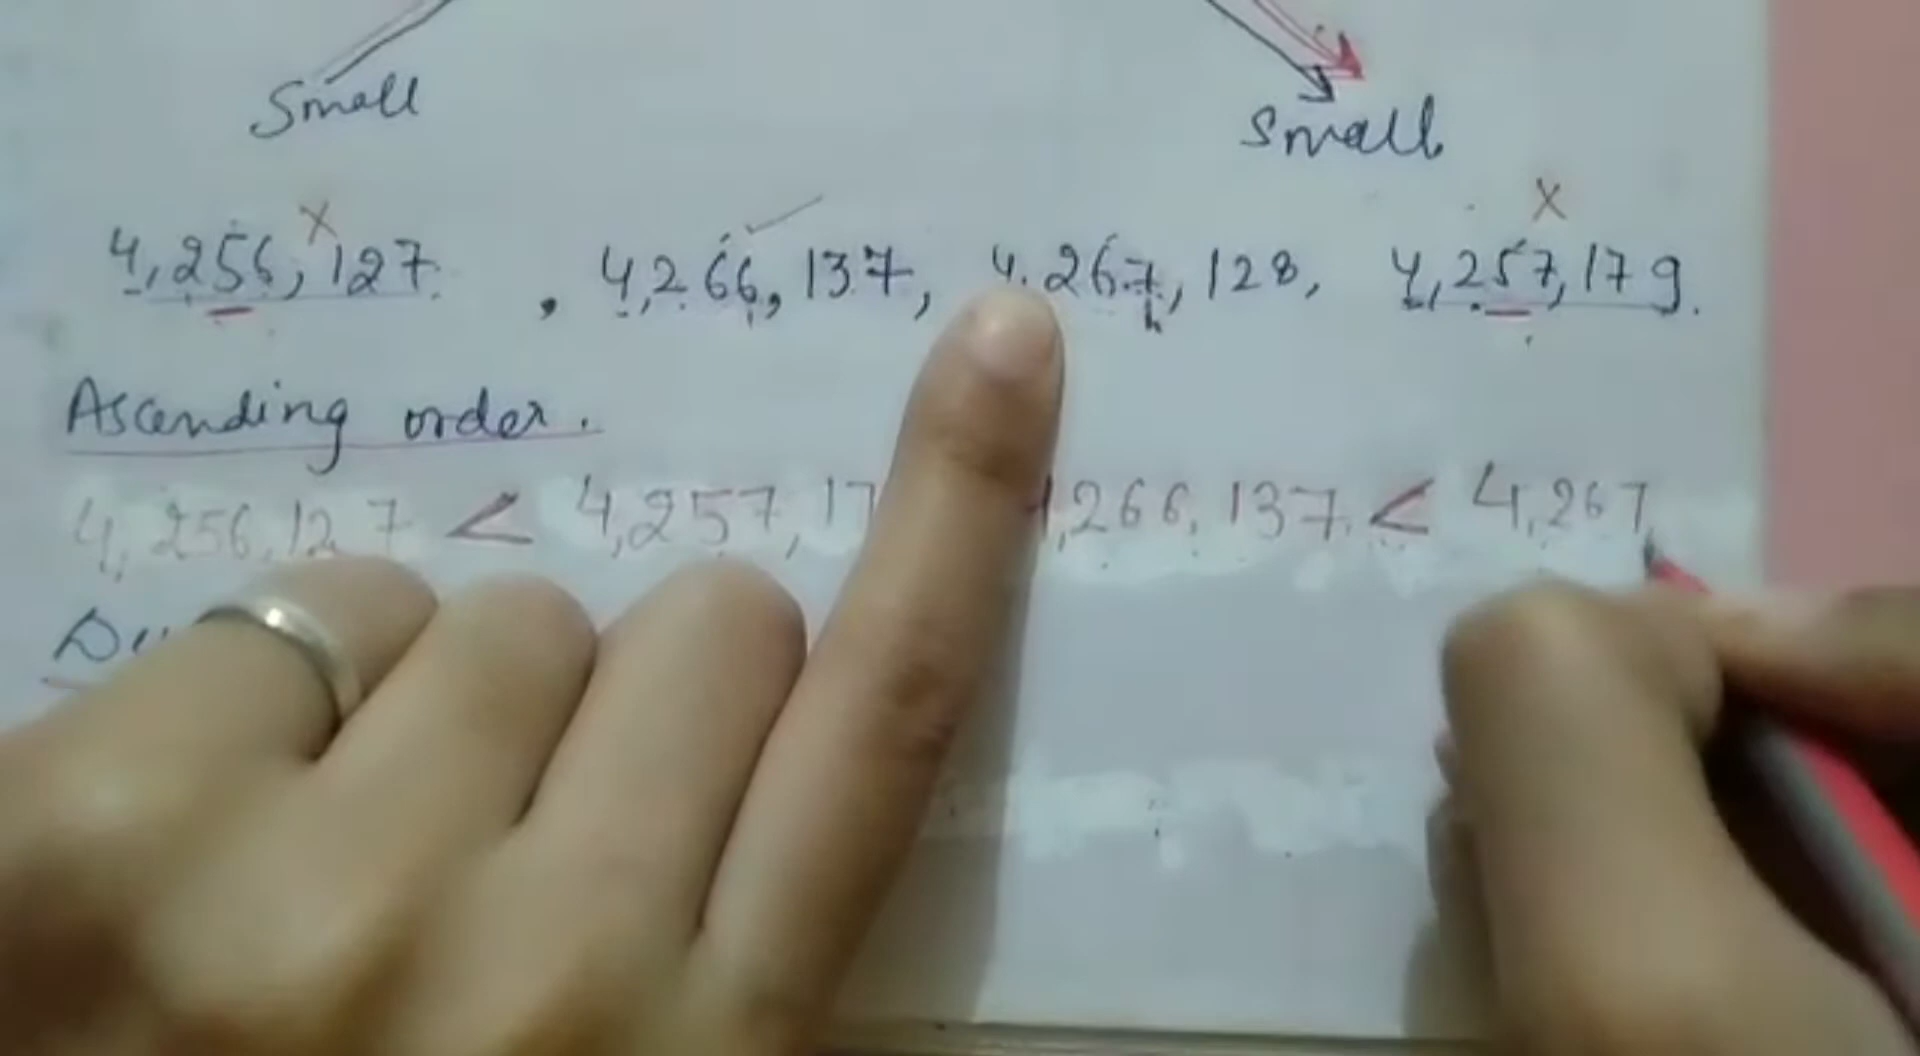 Small Small
4,256,127, 4,266,137, 4,267,128, 4,257,179.
Ascending order.
4,256,127 < 4,257,17 ,266,137 < 4,267,